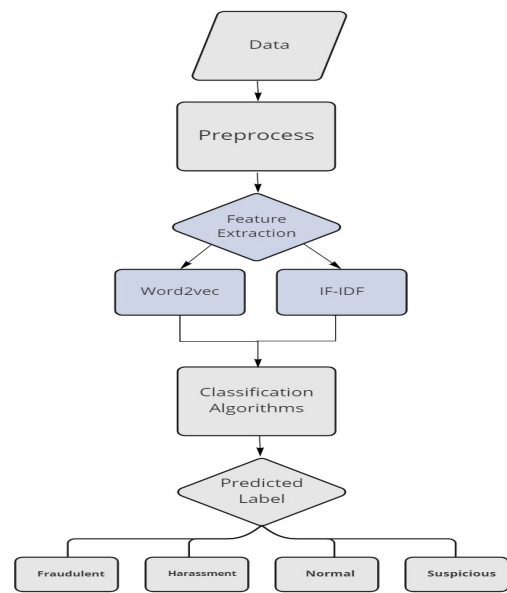 Data
Preprocess
Feature
Extraction
Word2vec
IF-IDF
Classification
Algorithms
Predicted
Label
Fraudulent
Harassment
Normal
Suspicious